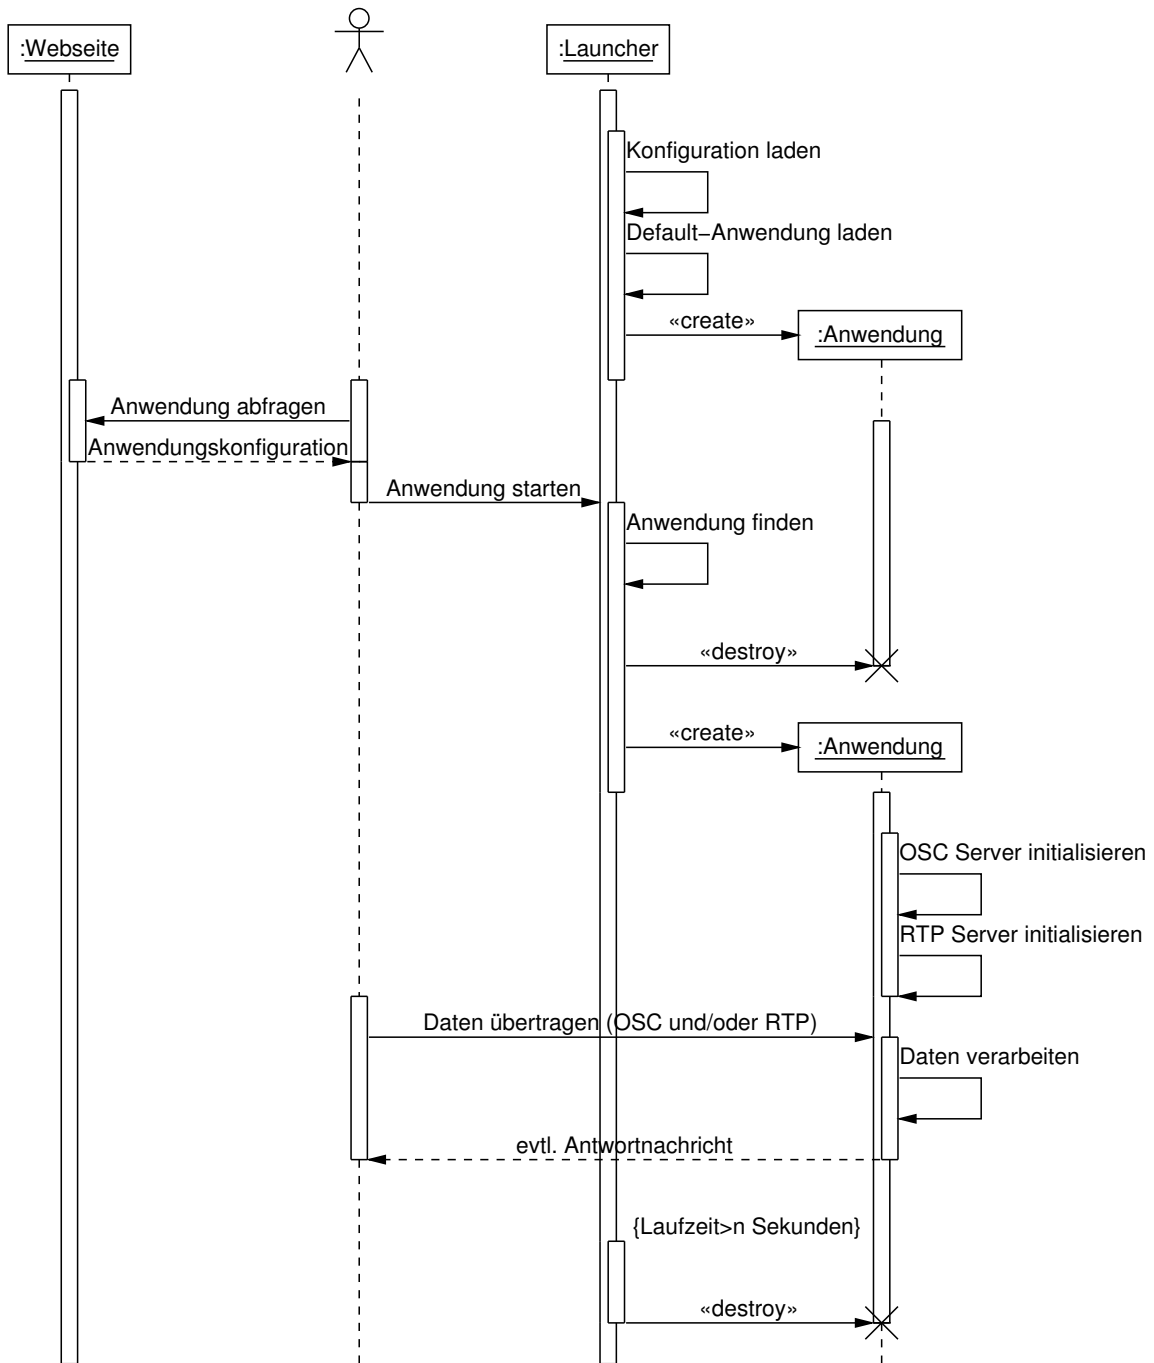 :Webseite
:Launcher
Konfiguration laden
Default−Anwendung laden
«create»
:Anwendung
Anwendung abfragen
Anwendungskonfiguration
Anwendung starten
Anwendung finden
«destroy»
«create»
:Anwendung
OSC Server initialisieren
RTP Server initialisieren
Daten übertragen (OSC und/oder RTP)
Daten verarbeiten
evtl. Antwortnachricht
{Laufzeit>n Sekunden}
«destroy»